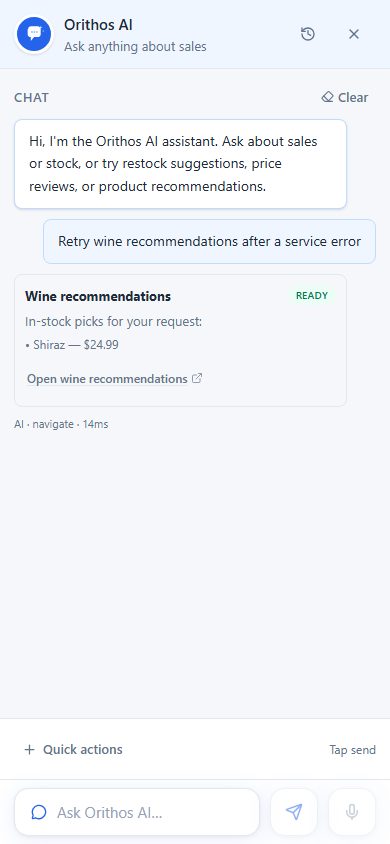 Orithos AI
Ask anything about sales
CHAT
Clear
Hi, I'm the Orithos AI assistant. Ask about sales
or stock, or try restock suggestions, price
reviews, or product recommendations.
Retry wine recommendations after a service error
Wine recommendations
READY
In-stock picks for your request:
• Shiraz — $24.99
Open wine recommendations
AI · navigate · 14ms
Quick actions
Tap send
Ask Orithos AI...